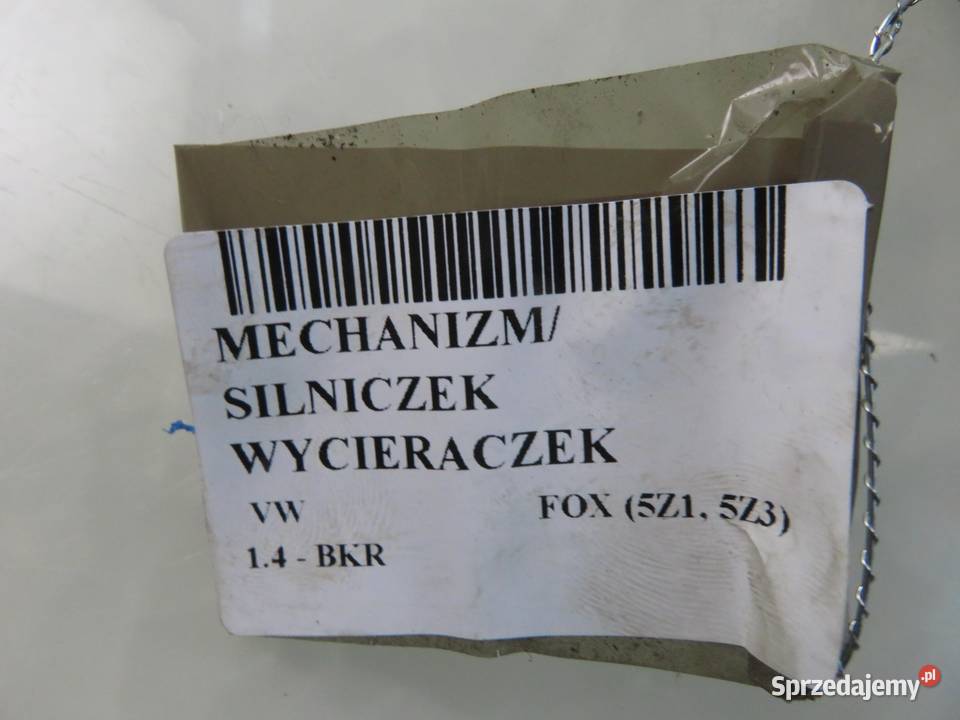 MECHANIZM/
SILNICZEK
WYCIERACZEK
VW FOX (5Z1, 5Z3)
1.4 - BKR
Sprzedajemy.pl